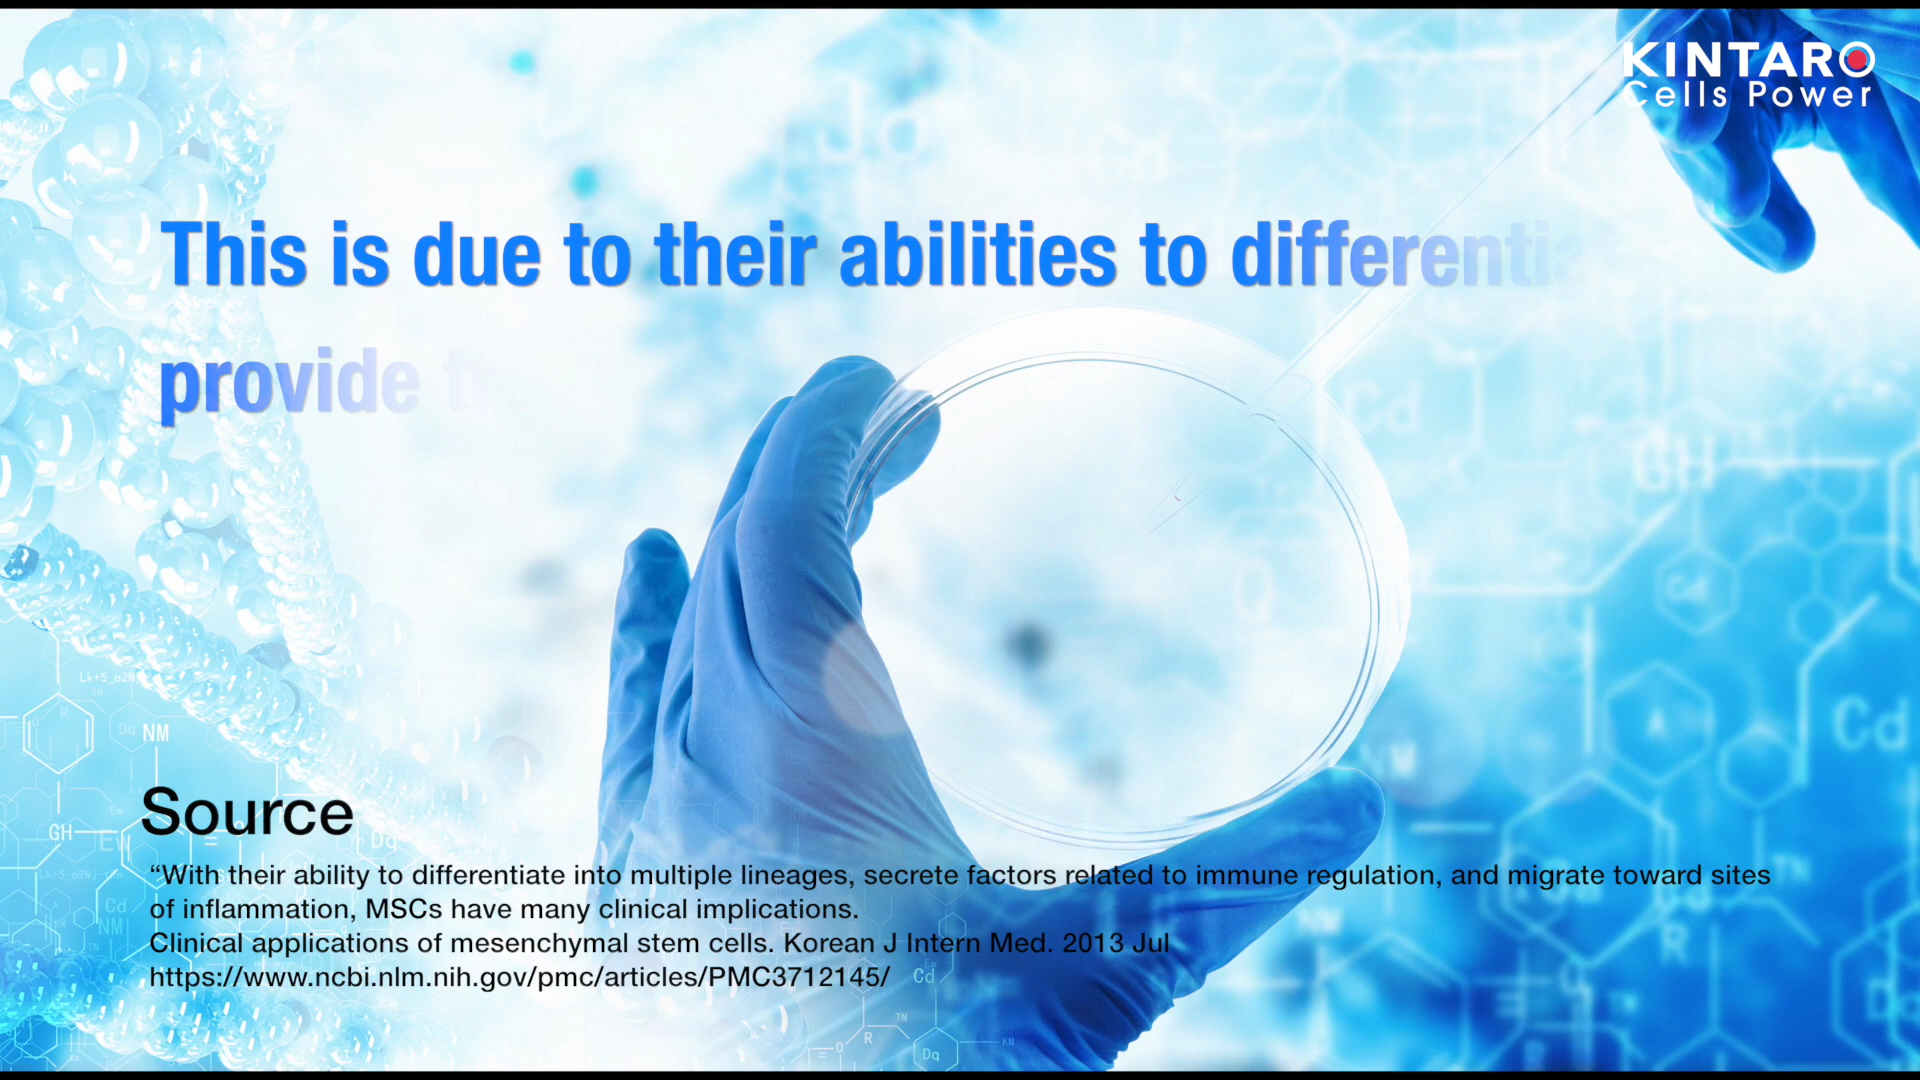 KINTARO
Cells Power
This is due to their abilities to differenti
provide
Source
“With their ability to differentiate into multiple lineages, secrete factors related to immune regulation, and migrate toward sites
of inflammation, MSCs have many clinical implications.
Clinical applications of mesenchymal stem cells. Korean J Intern Med. 2013 Jul
https://www.ncbi.nlm.nih.gov/pmc/articles/PMC3712145/